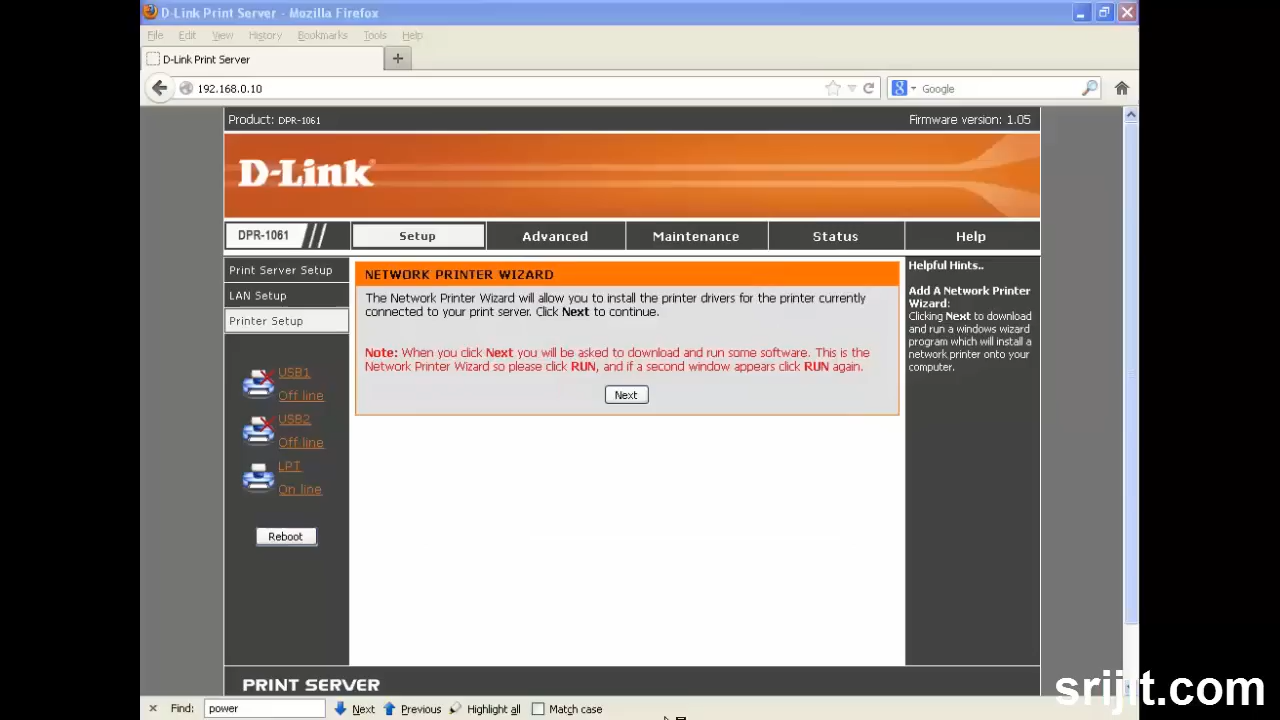 D-Link Print Server - Mozilla Firefox
File Edit View History Bookmarks Tools Help
D-Link Print Server
192.168.0.10
Google
Product: DPR-1061
Firmware version: 1.05
D-Link
DPR-1061
Setup
Advanced
Maintenance
Status
Help
Print Server Setup
LAN Setup
Printer Setup
USB1
Off line
USB2
Off line
LPT
On line
Reboot
NETWORK PRINTER WIZARD
The Network Printer Wizard will allow you to install the printer drivers for the printer currently
connected to your print server. Click Next to continue.
Note: When you click Next you will be asked to download and run some software. This is the
Network Printer Wizard so please click RUN, and if a second window appears click RUN again.
Next
Helpful Hints..
Add A Network Printer
Wizard:
Clicking Next to download
and run a windows wizard
program which will install a
network printer onto your
computer.
PRINT SERVER
Find: power Next Previous Highlight all Match case
srijit.com